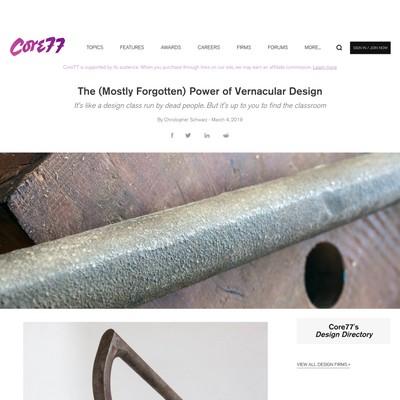 Core77
TOPICS FEATURES AWARDS CAREERS FIRMS FORUMS MORE... SIGN IN / JOIN NOW
Core77 is supported by its audience. When you purchase through links on our site, we may earn an affiliate commission. Learn more
The (Mostly Forgotten) Power of Vernacular Design
It's like a design class run by dead people. But it's up to you to find the classroom
By Christopher Schwarz - March 4, 2019
Core77's
Design Directory
VIEW ALL DESIGN FIRMS >